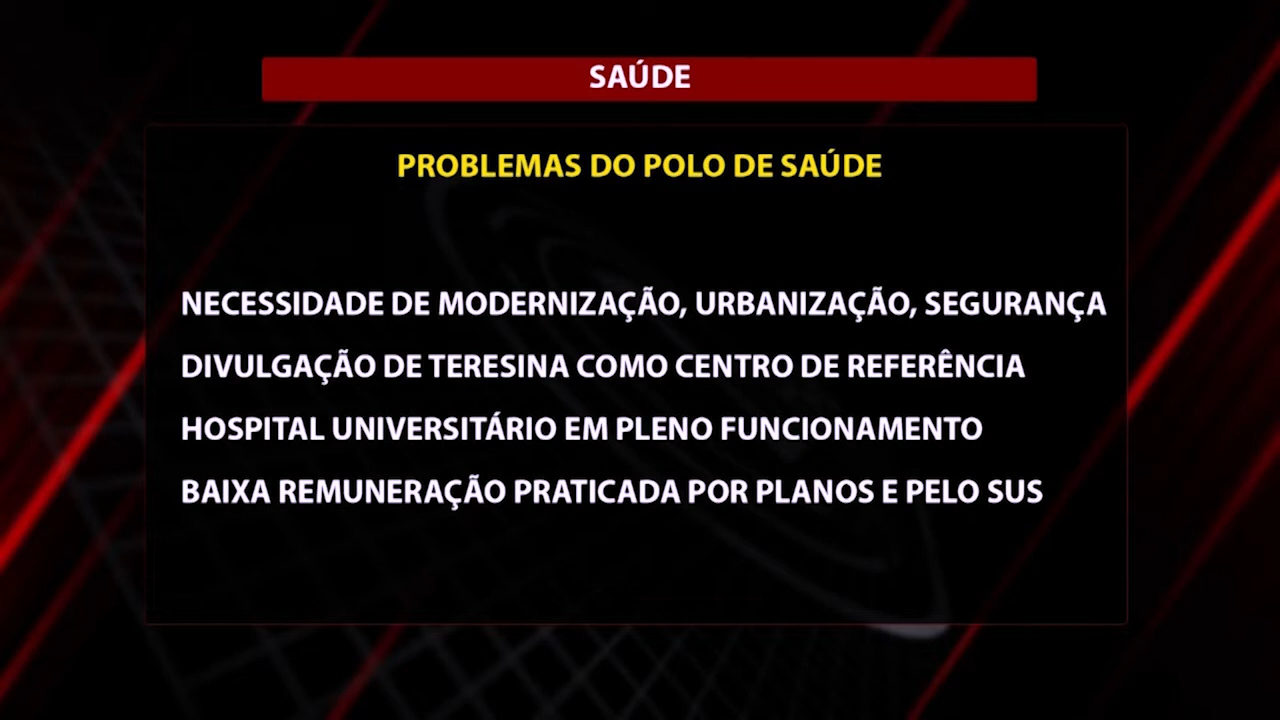 SAÚDE
PROBLEMAS DO POLO DE SAÚDE
NECESSIDADE DE MODERNIZAÇÃO, URBANIZAÇÃO, SEGURANÇA
DIVULGAÇÃO DE TERESINA COMO CENTRO DE REFERÊNCIA
HOSPITAL UNIVERSITÁRIO EM PLENO FUNCIONAMENTO
BAIXA REMUNERAÇÃO PRATICADA POR PLANOS E PELO SUS